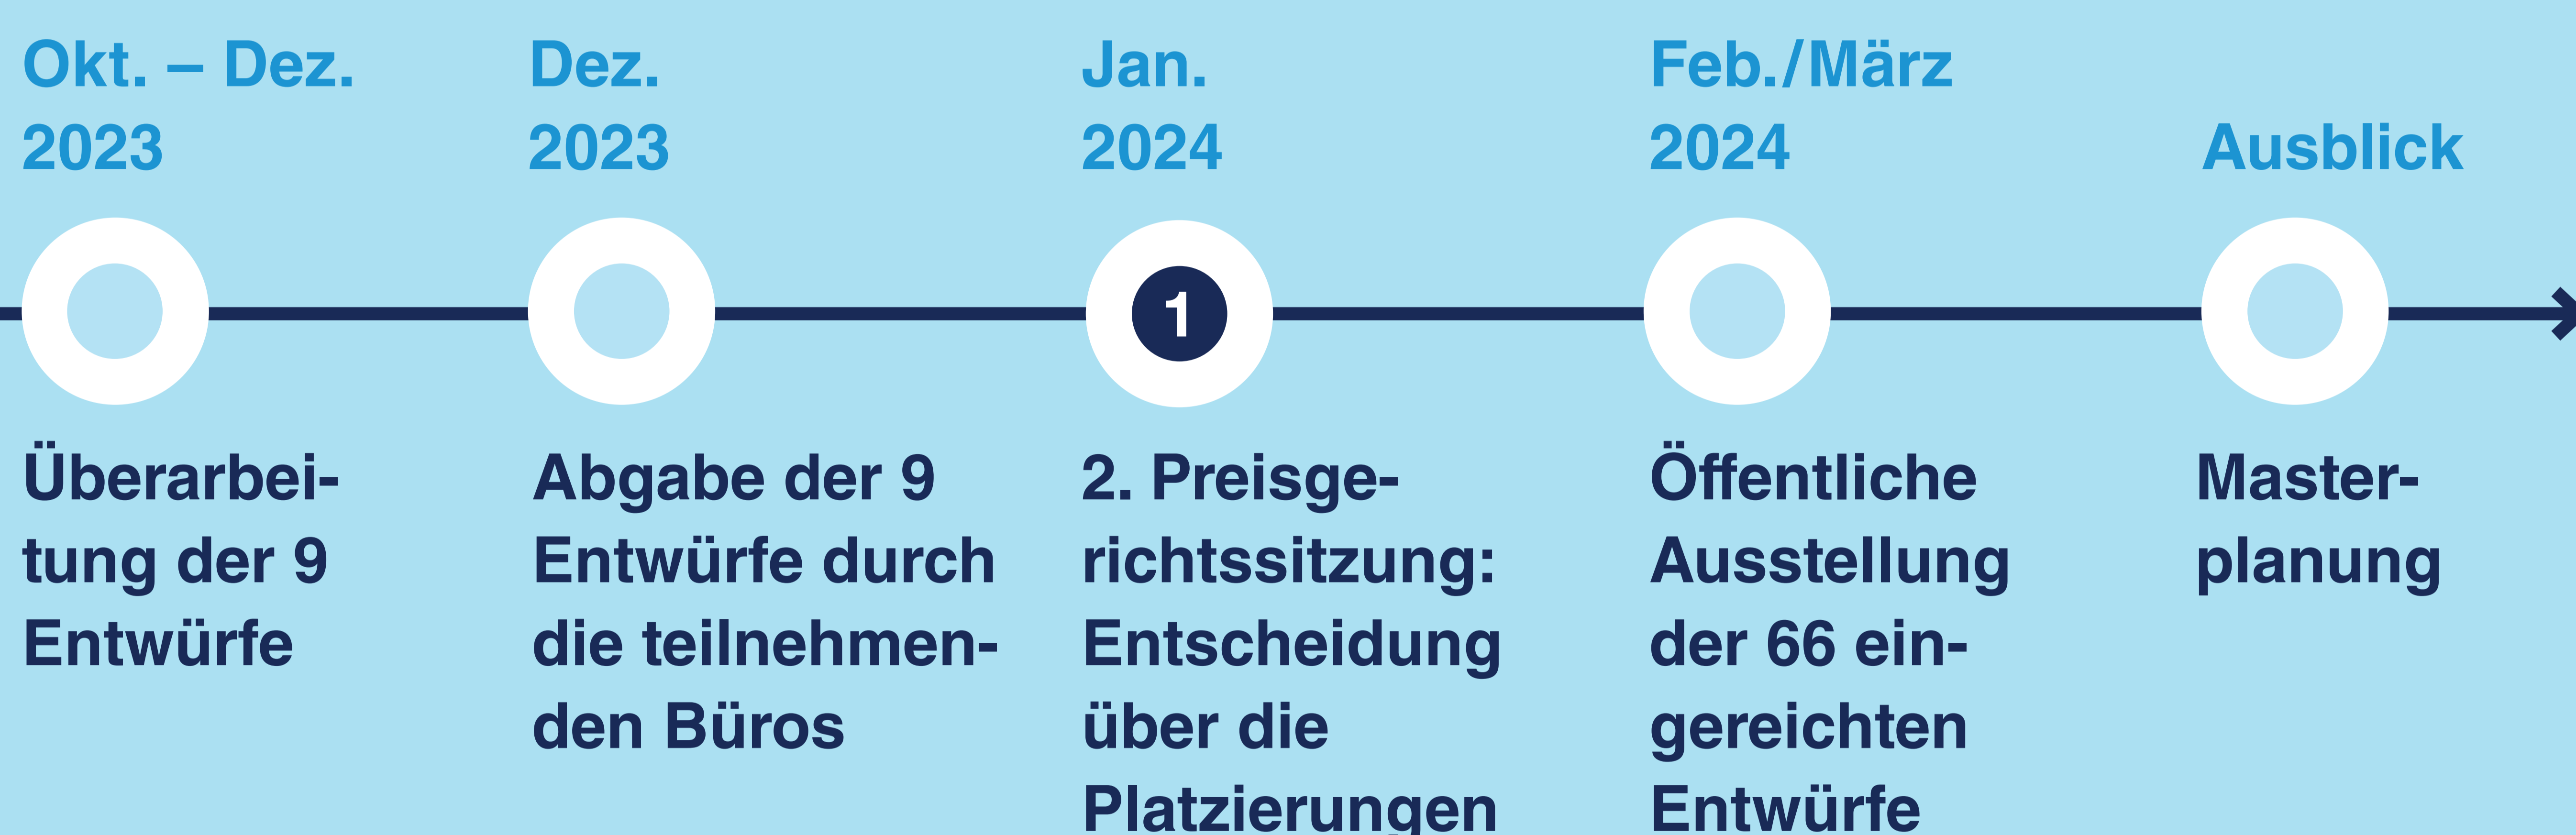 Okt. – Dez.
2023
Dez.
2023
Jan.
2024
Feb./März
2024
Ausblick
1
Überarbei-
tung der 9
Entwürfe
Abgabe der 9
Entwürfe durch
die teilnehmen-
den Büros
2. Preisge-
richtssitzung:
Entscheidung
über die
Platzierungen
Öffentliche
Ausstellung
der 66 ein-
gereichten
Entwürfe
Master-
planung